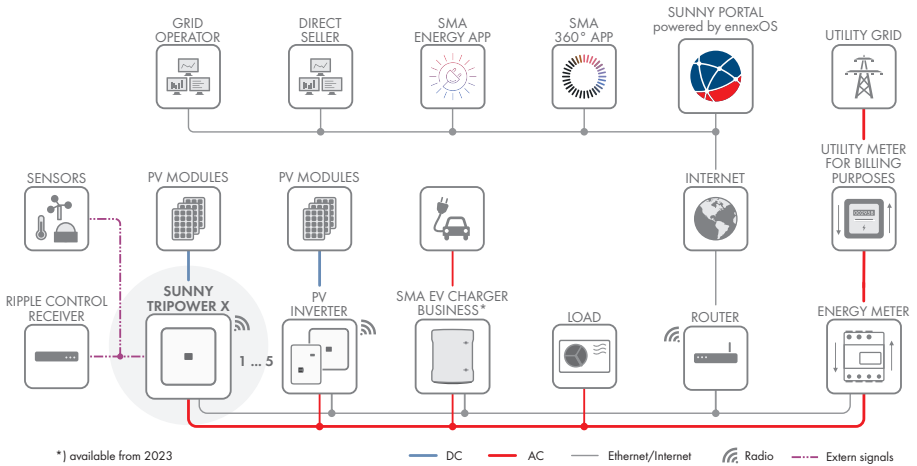 GRID
OPERATOR
DIRECT
SELLER
SMA
ENERGY APP
SMA
360° APP
SUNNY PORTAL
powered by ennexOS
UTILITY GRID
SENSORS
PV MODULES
PV MODULES
INTERNET
UTILITY METER
FOR BILLING
PURPOSES
RIPPLE CONTROL
RECEIVER
SUNNY
TRIPOWER X
1 ... 5
PV
INVERTER
SMA EV CHARGER
BUSINESS*
LOAD
ROUTER
ENERGY METER
*) available from 2023
DC
AC
Ethernet/Internet
Radio
Extern signals